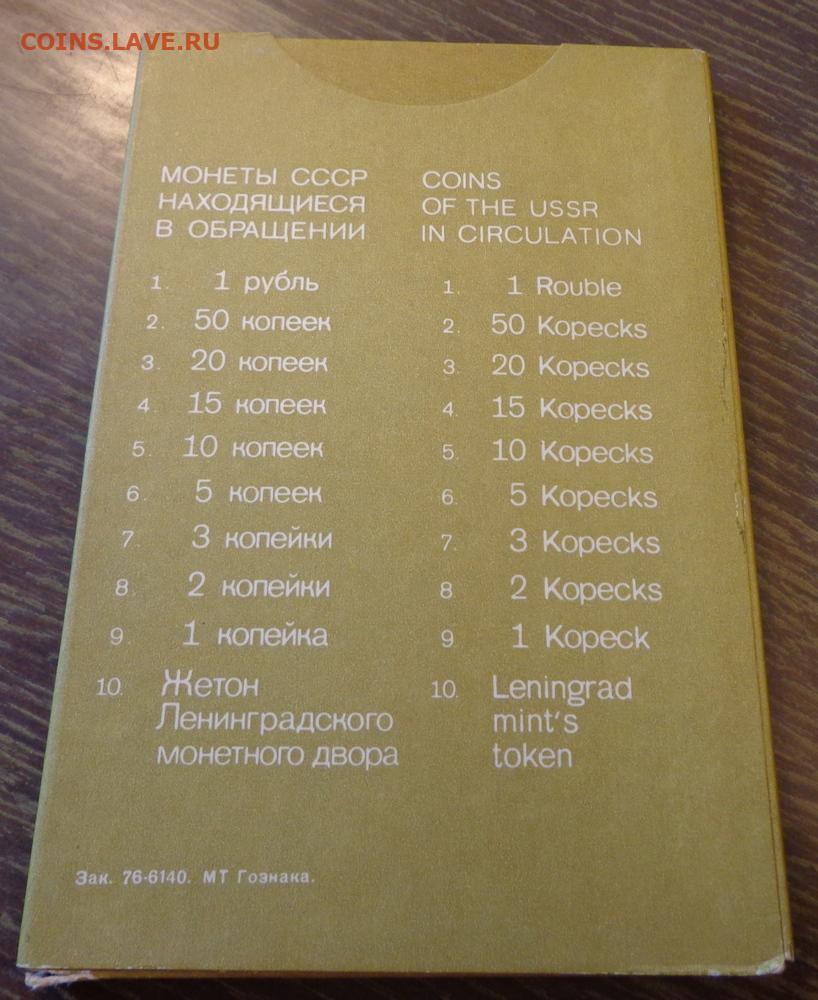 COINS.LAVE.RU
МОНЕТЫ СССР
НАХОДЯЩИЕСЯ
В ОБРАЩЕНИИ
1. 1 рубль
2. 50 копеек
3. 20 копеек
4. 15 копеек
5. 10 копеек
6. 5 копеек
7. 3 копейки
8. 2 копейки
9. 1 копейка
10. Жетон
Ленинградского
монетного двора
COINS
OF THE USSR
IN CIRCULATION
1. 1 Rouble
2. 50 Kopecks
3. 20 Kopecks
4. 15 Kopecks
5. 10 Kopecks
6. 5 Kopecks
7. 3 Kopecks
8 2 Kopecks
9 1 Kopeck
10. Leningrad
mint's
token
Зак. 76-6140. МТ Гознака.